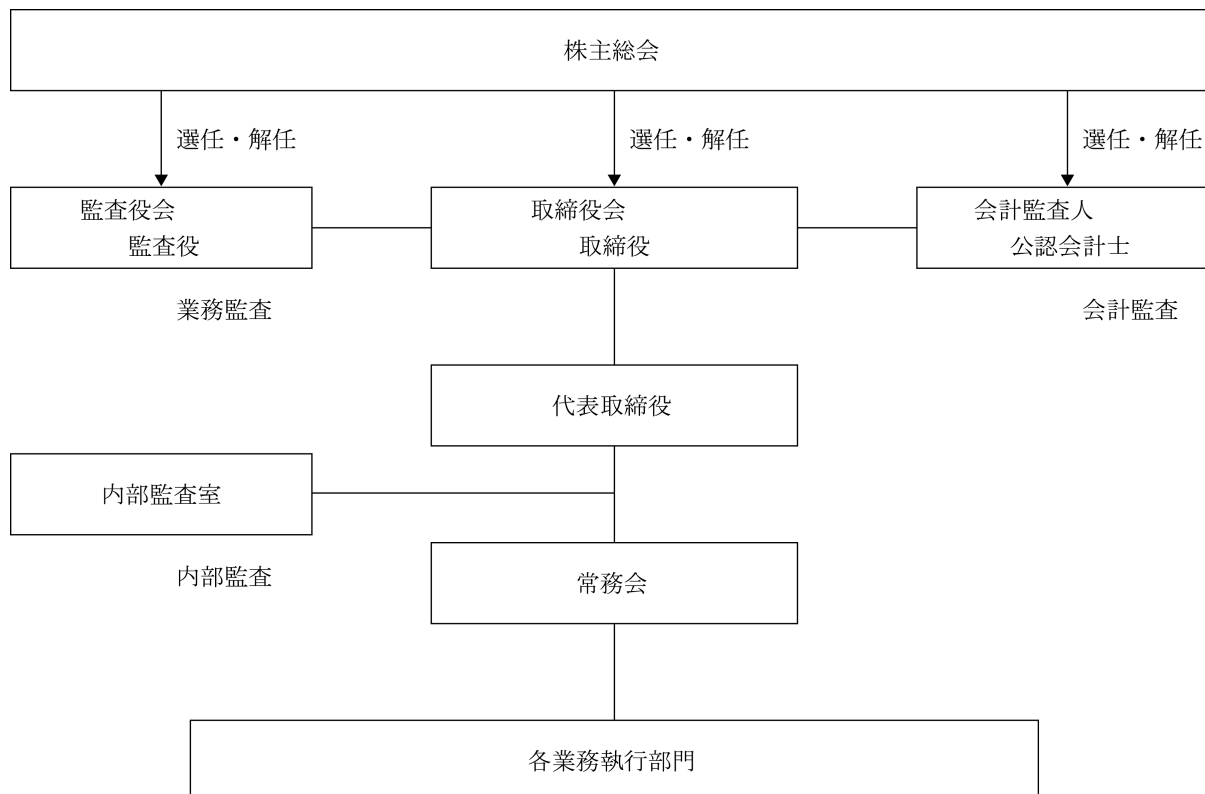 株主総会
選任・解任
選任・解任
選任・解任
監査役会
監査役
取締役会
取締役
会計監査人
公認会計士
業務監査
会計監査
代表取締役
内部監査室
内部監査
常務会
各業務執行部門